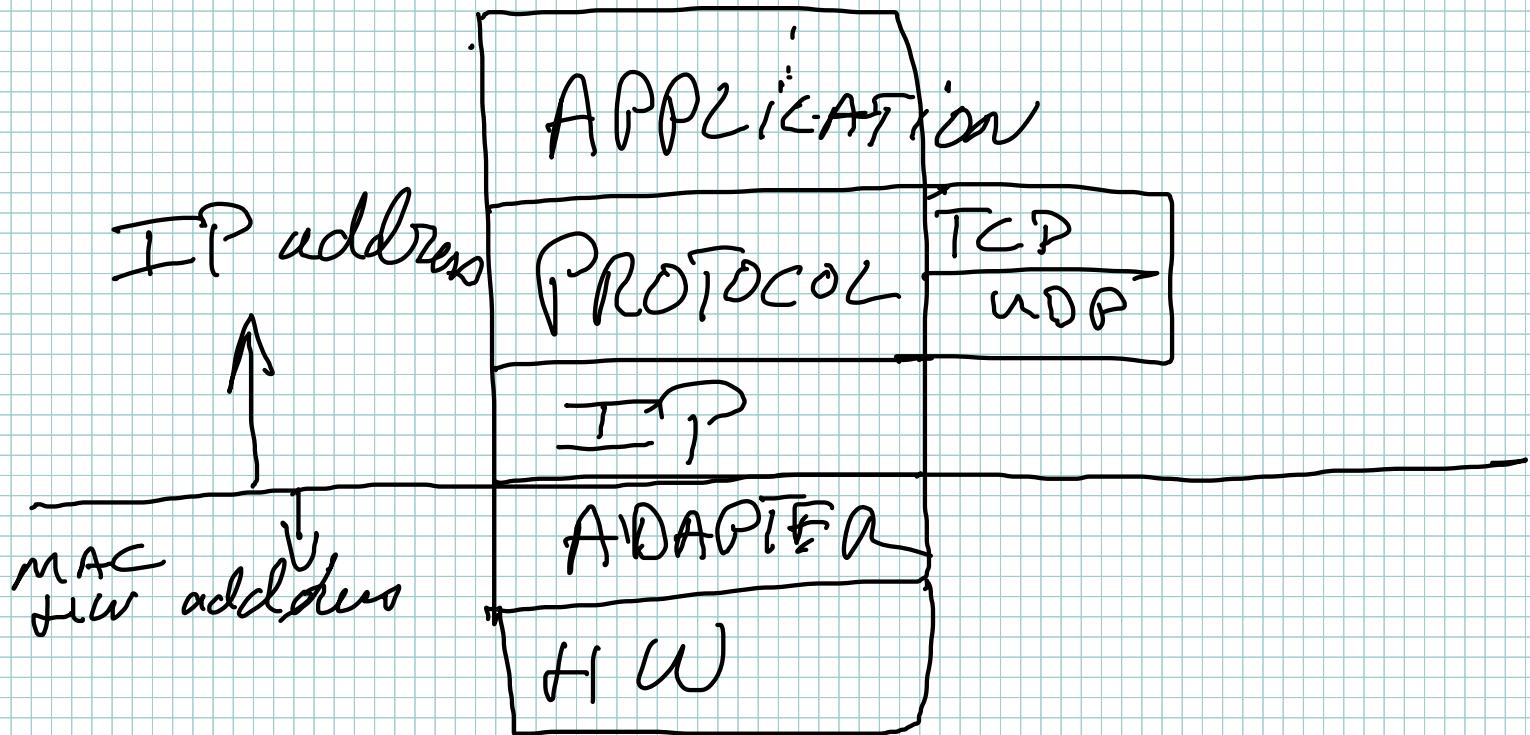 APPLICATION
IP address
PROTOCOL
TCP
UDP
IP
ADAPTER
MAC
HW address
HW